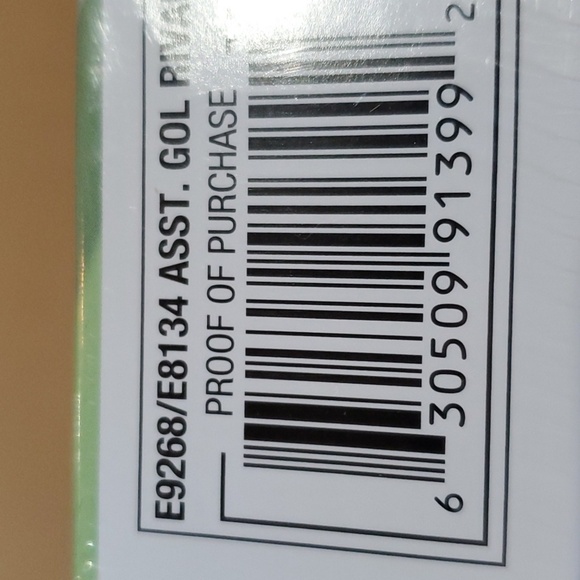 E9268/E8134 ASST. GOL
PROOF OF PURCHASE
6 30509 91399 2